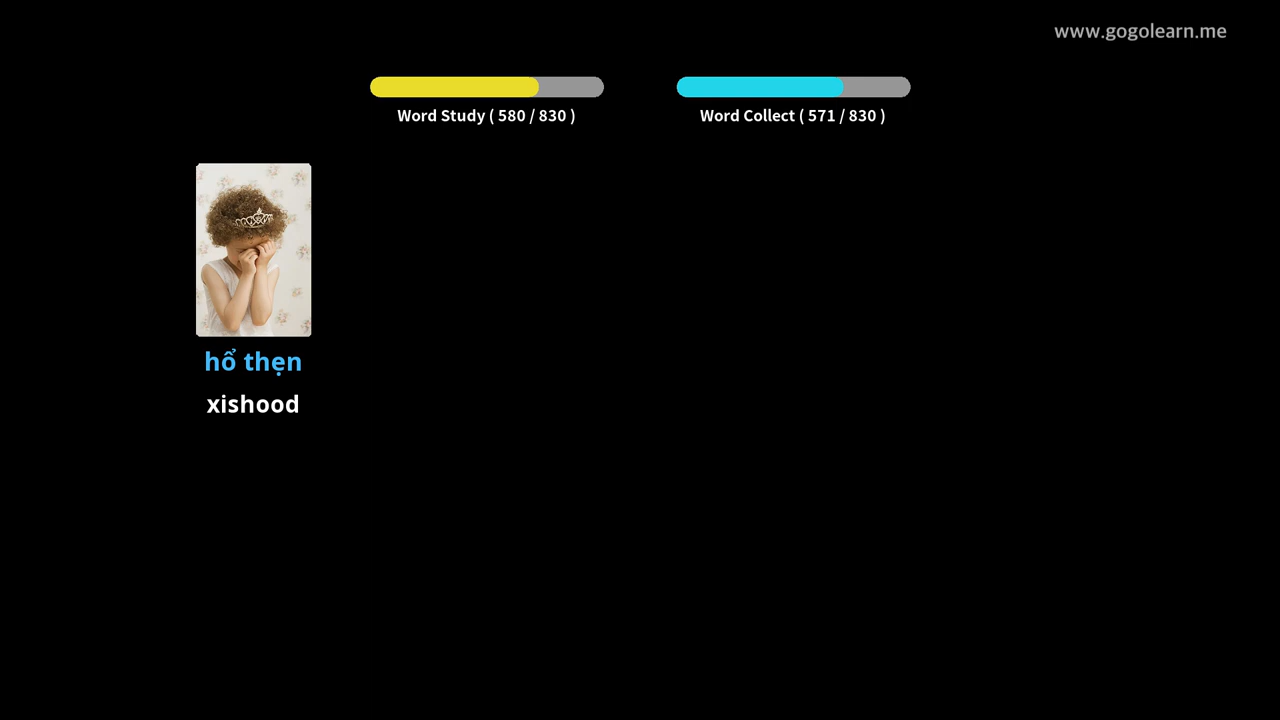 www.gogolearn.me
Word Study ( 580 / 830 )
Word Collect ( 571 / 830 )
hổ thẹn
xishood